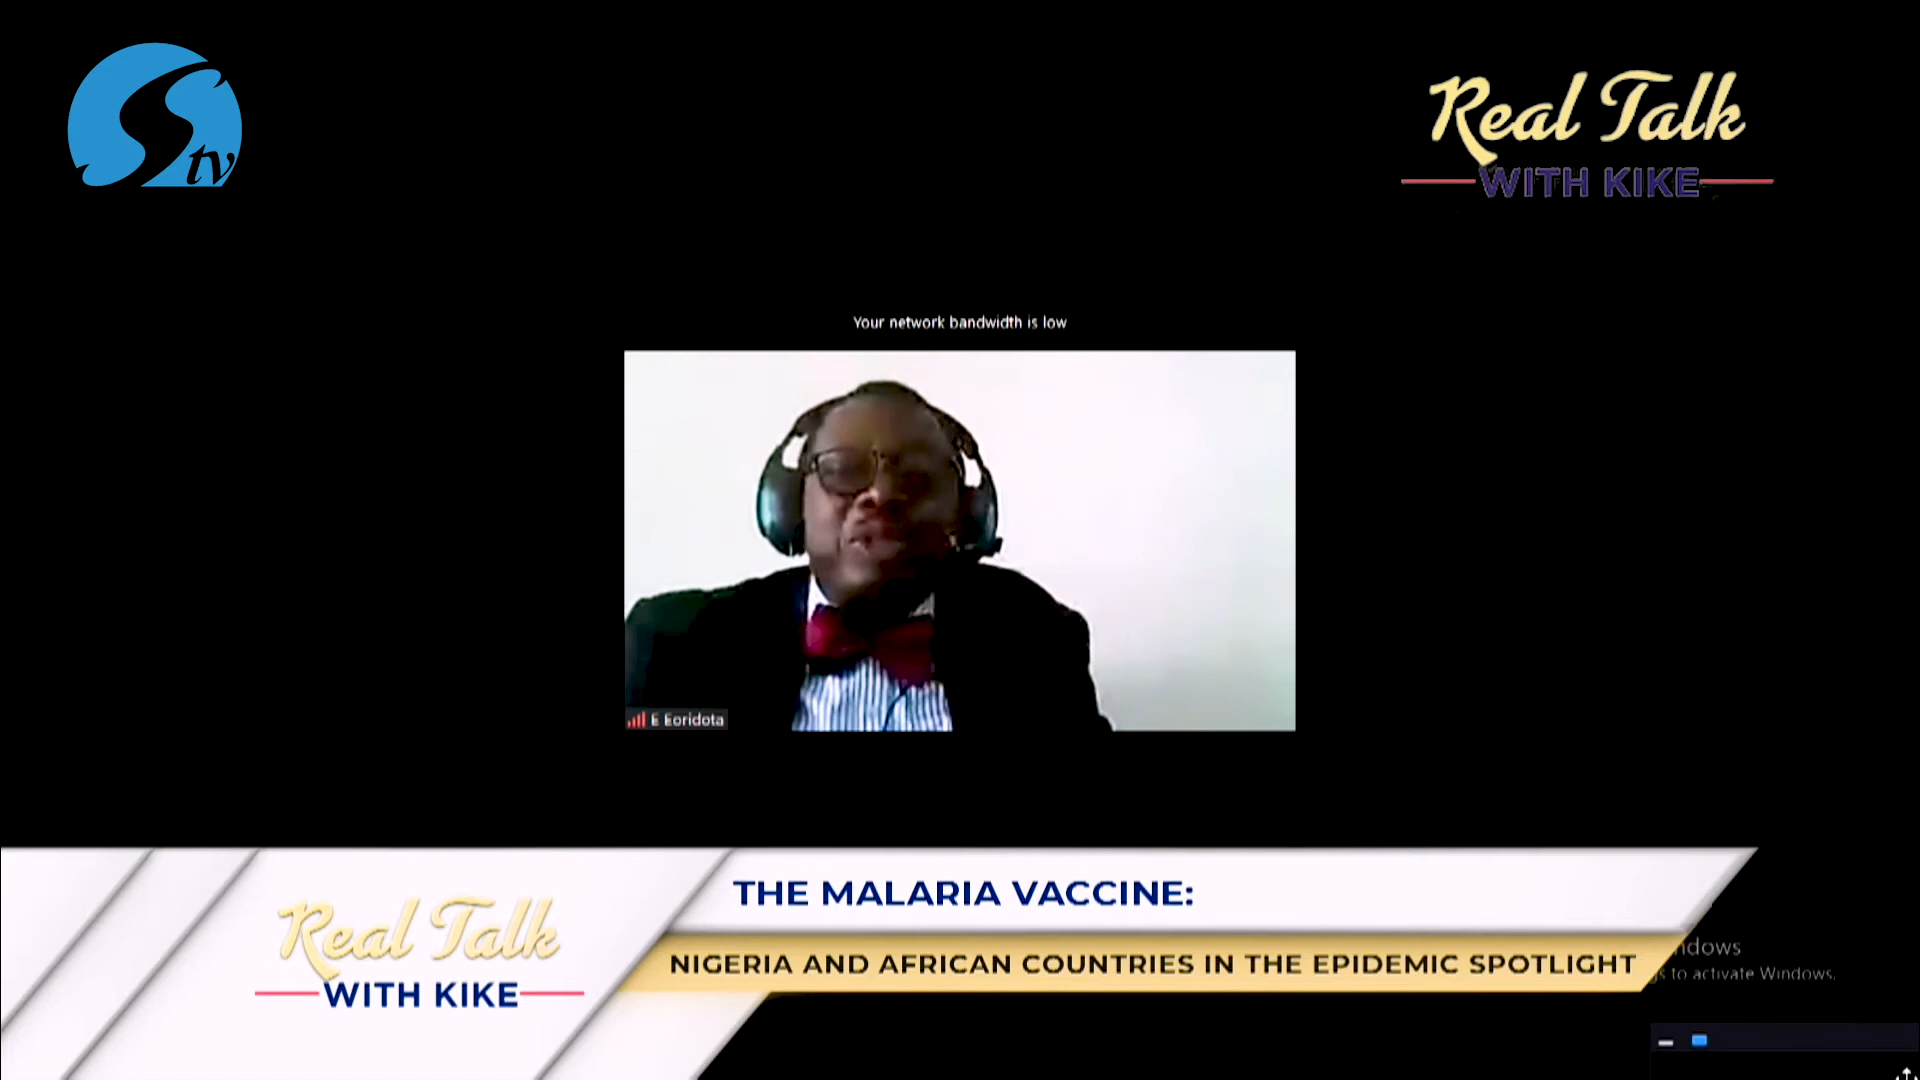 Stv
Real Talk
WITH KIKE
Your network bandwidth is low
E Eoridota
THE MALARIA VACCINE:
NIGERIA AND AFRICAN COUNTRIES IN THE EPIDEMIC SPOTLIGHT
Real Talk
WITH KIKE
ndows
s to activate Windows.